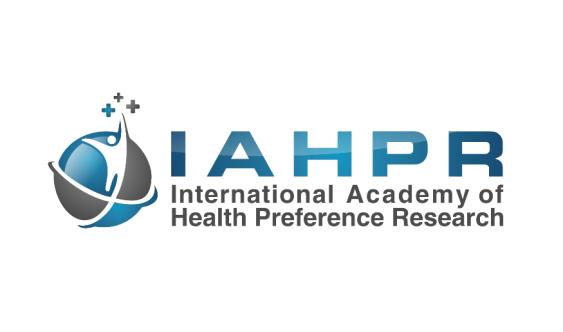 IAHPR
International Academy of
Health Preference Research